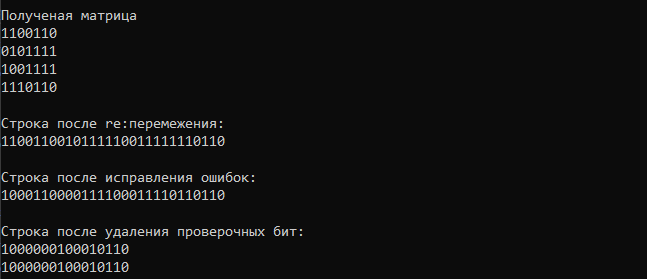 Полученая матрица
1100110
0101111
1001111
1110110
Строка после re:перемежения:
1100110010111110011111110110
Строка после исправления ошибок:
1000110000111100011110110110
Строка после удаления проверочных бит:
1000000100010110
1000000100010110